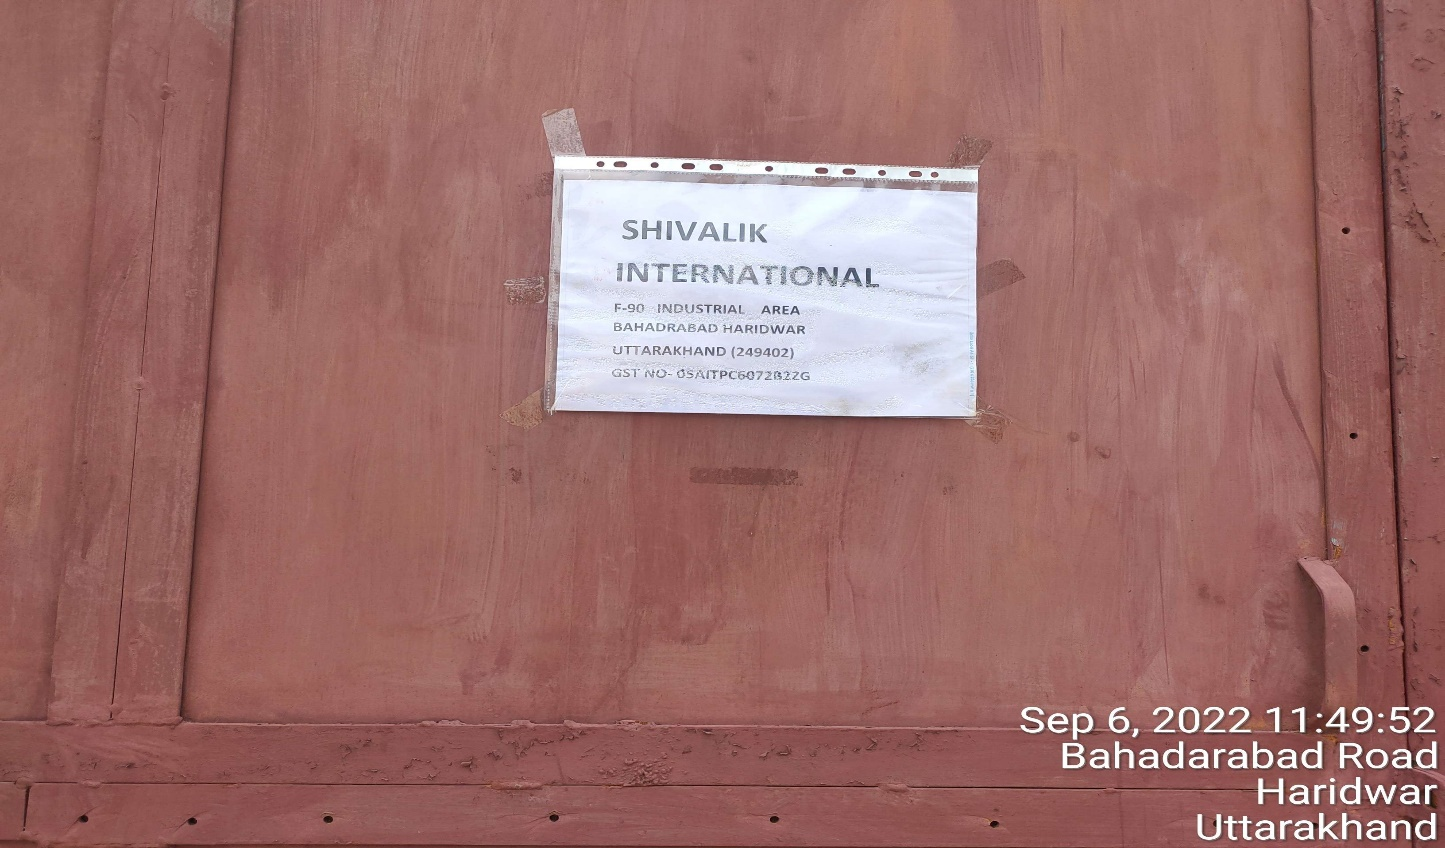 SHIVALIK
INTERNATIONAL
F-90 INDUSTRIAL AREA
BAHADRABAD HARIDWAR
UTTARAKHAND (249402)
GST NO- 05AITPC6072B2ZG
Sep 6, 2022 11:49:52
Bahadarabad Road
Haridwar
Uttarakhand